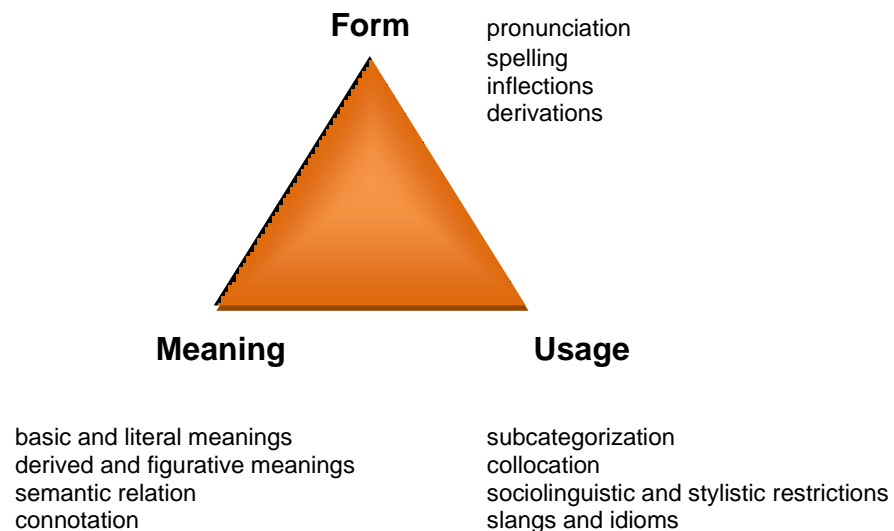 Form
pronunciation
spelling
inflections
derivations
Meaning
Usage
basic and literal meanings
derived and figurative meanings
semantic relation
connotation
subcategorization
collocation
sociolinguistic and stylistic restrictions
slangs and idioms